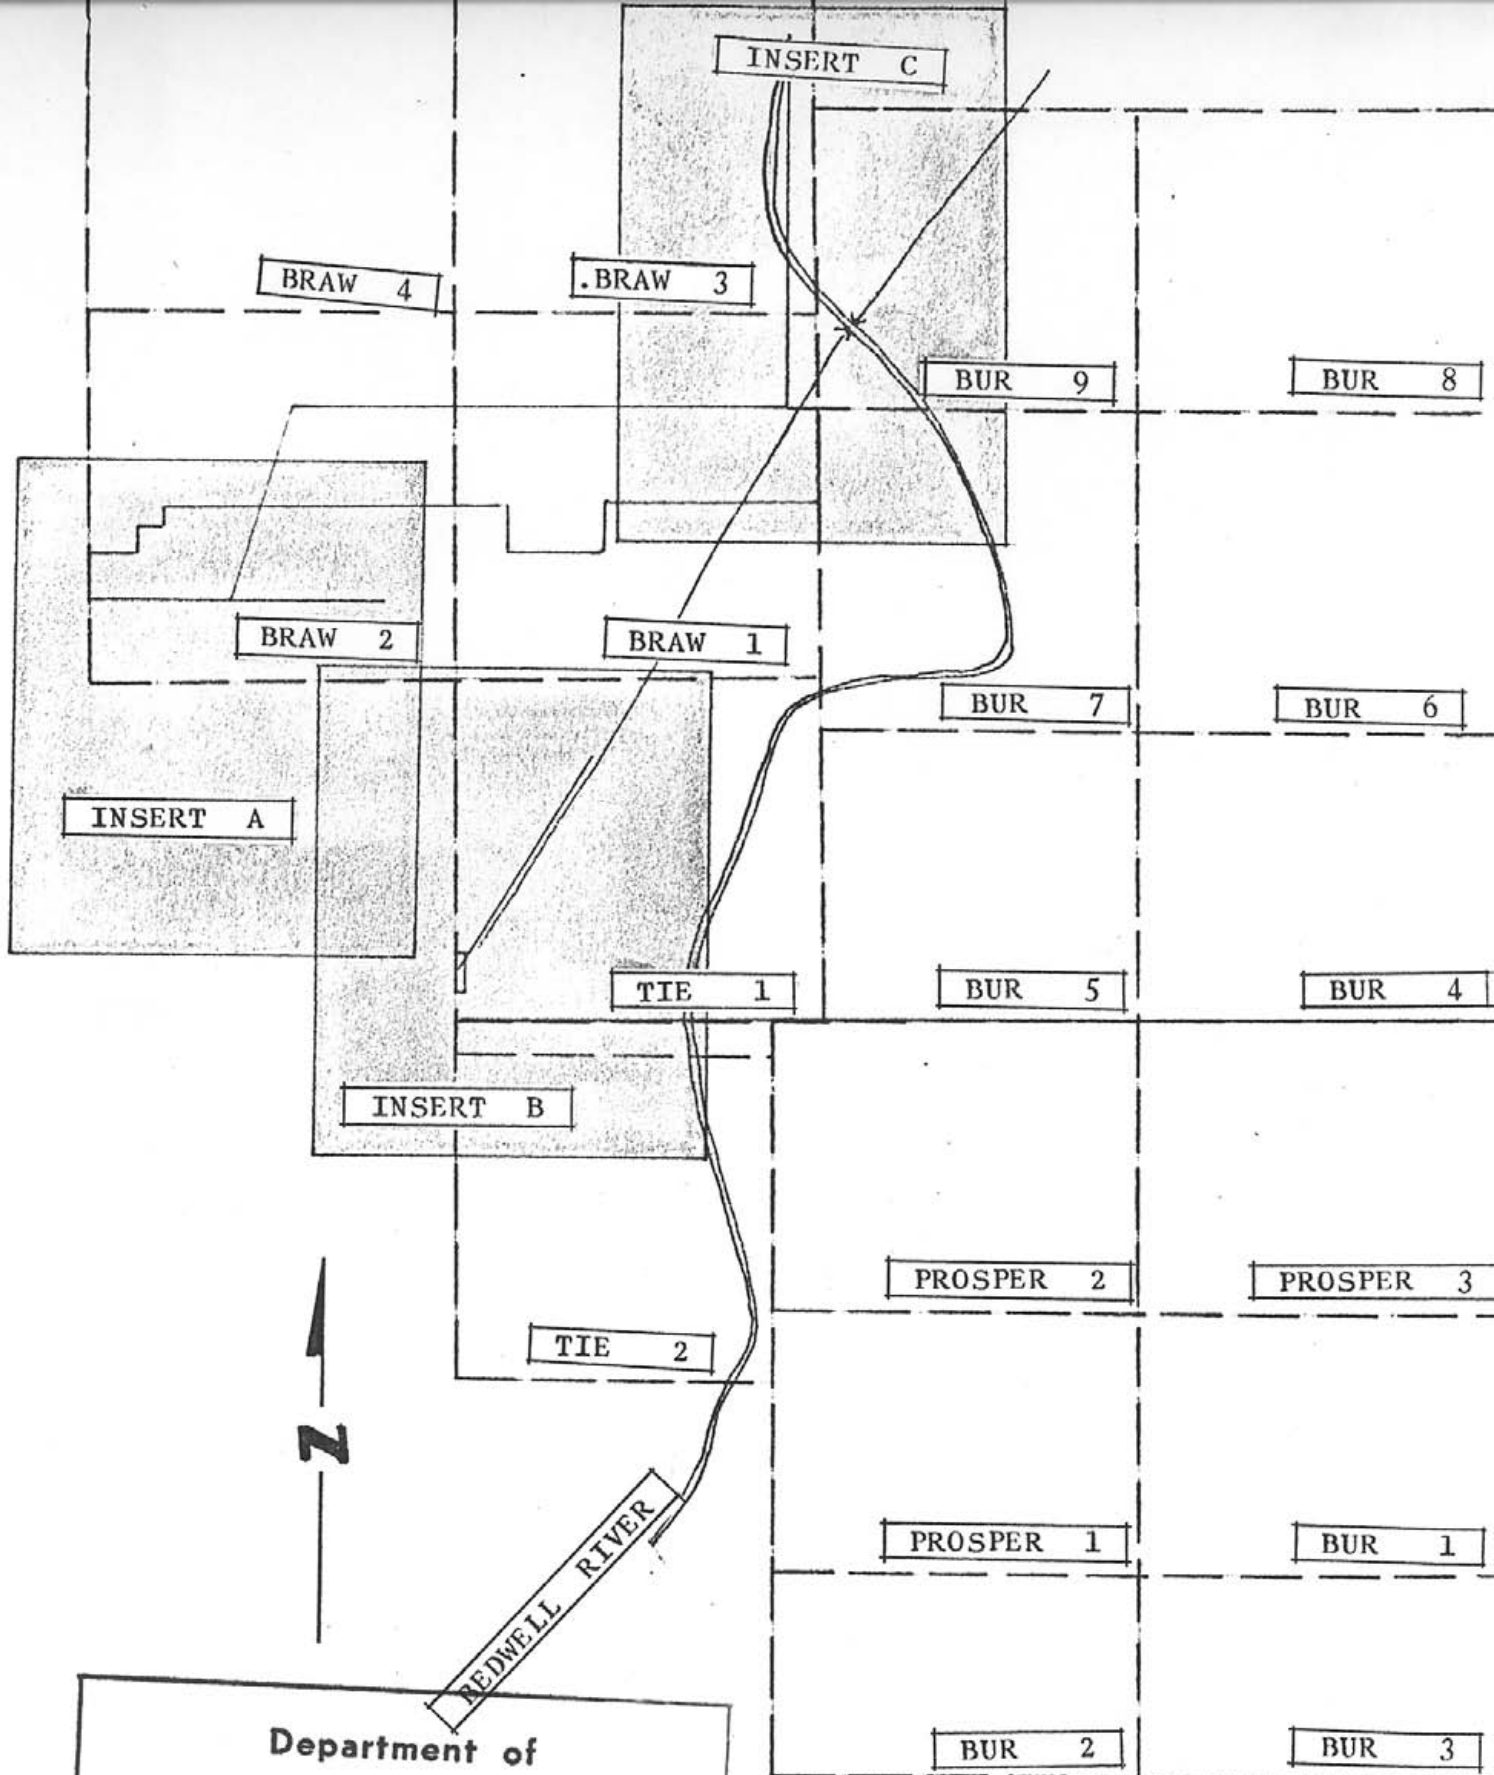 INSERT C
BRAW 4
.BRAW 3
BUR 9
BUR 8
BRAW 2
BRAW 1
BUR 7
BUR 6
INSERT A
TIE 1
BUR 5
BUR 4
INSERT B
PROSPER 2
PROSPER 3
TIE 2
N
PROSPER 1
BUR 1
BEDWELL RIVER
Department of
BUR 2
BUR 3